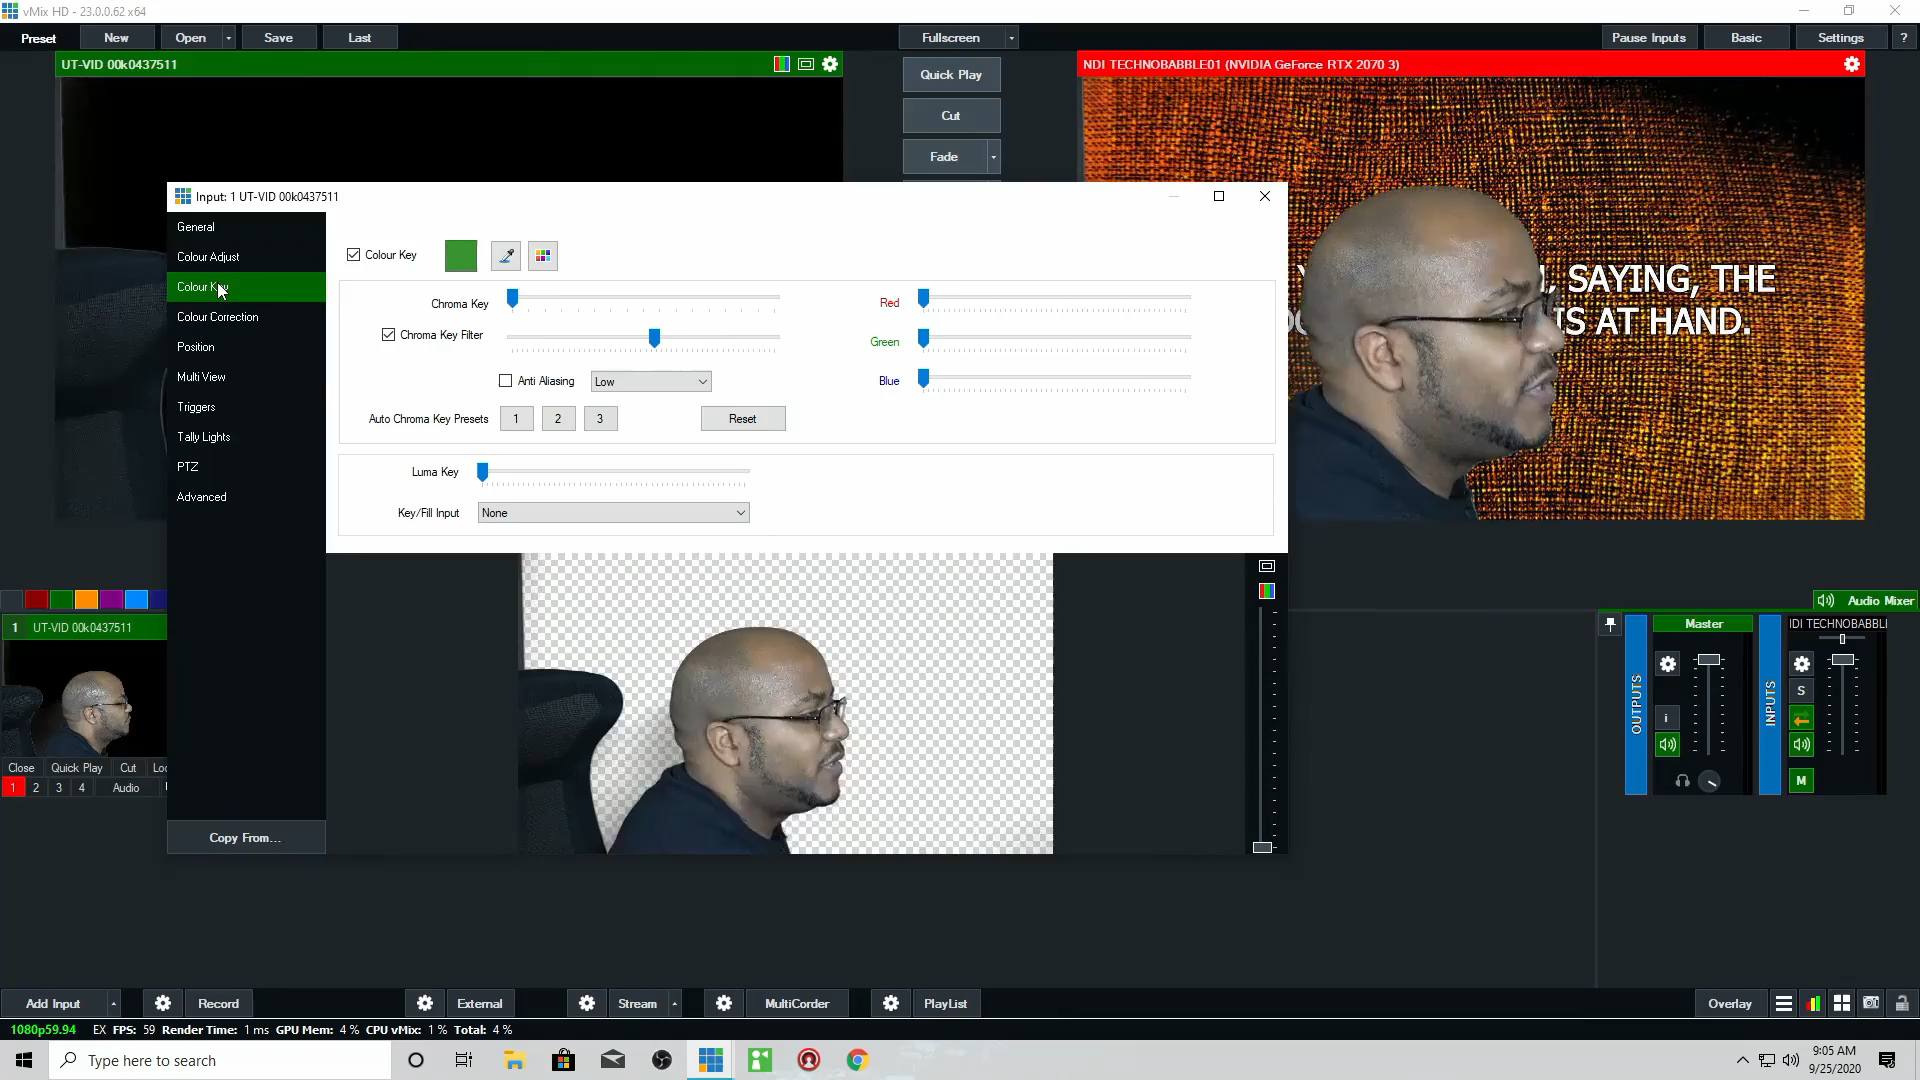 vMix HD - 23.0.0.62 x64
Preset
New
Open
Save
Last
Fullscreen
Pause Inputs
Basic
Settings
?
UT-VID 00k0437511
Quick Play
Cut
Fade
NDI TECHNOBABBLE01 (NVIDIA GeForce RTX 2070 3)
, SAYING, THE
IS AT HAND.
Input: 1 UT-VID 00k0437511
General
Colour Adjust
Colour Key
Colour Correction
Position
Multi View
Triggers
Tally Lights
PTZ
Advanced
Copy From...
Colour Key
Chroma Key
Chroma Key Filter
Anti Aliasing
Low
Auto Chroma Key Presets
1
2
3
Reset
Red
Green
Blue
Luma Key
Key/Fill Input
None
1 UT-VID 00k0437511
Close
Quick Play
Cut
1
2
3
4
Audio
Audio Mixer
OUTPUTS
Master
i
INPUTS
IDI TECHNOBABBL
S
M
Add Input
Record
External
Stream
MultiCorder
PlayList
Overlay
1080p59.94 EX FPS: 59 Render Time: 1 ms GPU Mem: 4 % CPU vMix: 1 % Total: 4 %
Type here to search
9:05 AM
9/25/2020